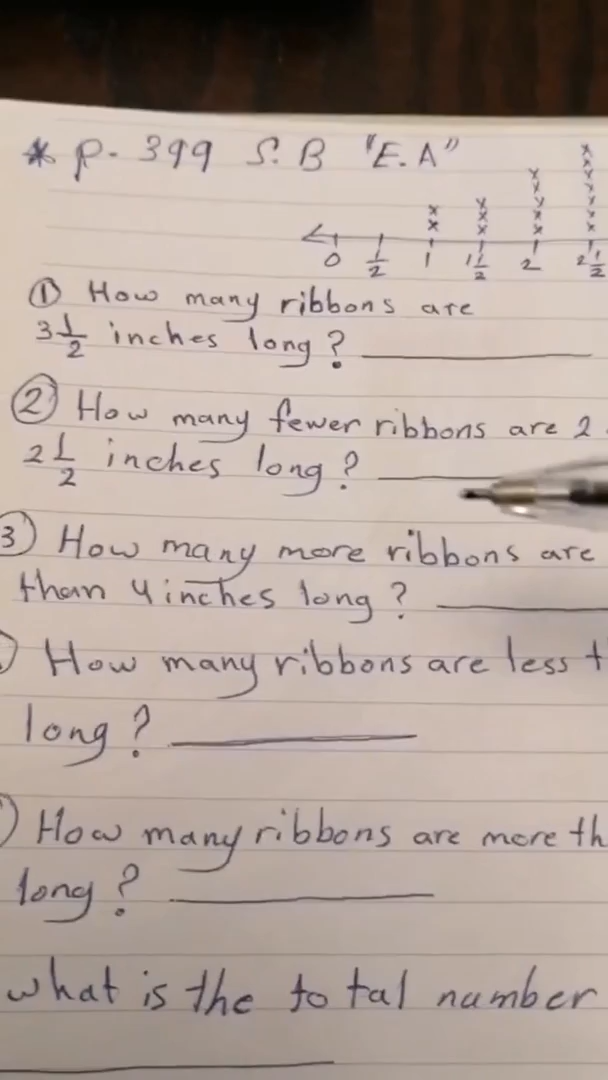 * P. 399 S.B "E.A"
0 1/2 1 1 1/2 2 2 1/2
① How many ribbons are
3 1/2 inches long?
② How many fewer ribbons are 2
2 1/2 inches long?
3) How many more ribbons are
than 4 inches long?
) How many ribbons are less t
long?
) How many ribbons are more th
long?
what is the total number